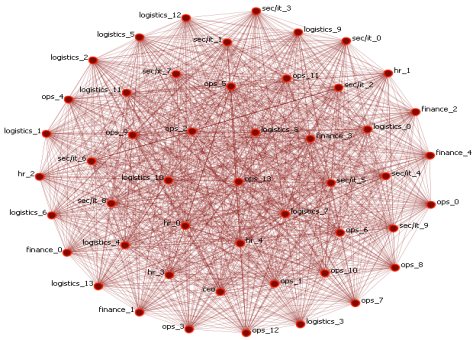 sec/it_3
logistics_12
logistics_9
logistics_5
sec/it_1
sec/it_0
logistics_2
sec/it_7
hr_1
ops_5
ops_11
sec/it_2
logistics_11
ops_4
finance_2
logistics_1
ops_9
logistics_8
finance_3
logistics_0
finance_4
sec/it_6
hr_2
logistics_10
ops_13
sec/it_5
sec/it_4
sec/it_8
ops_0
logistics_6
hr_0
logistics_7
ops_6
sec/it_9
finance_0
logistics_4
hr_4
ops_8
hr_3
ops_1
ops_10
logistics_13
ceo
ops_7
finance_1
ops_3
ops_12
logistics_3